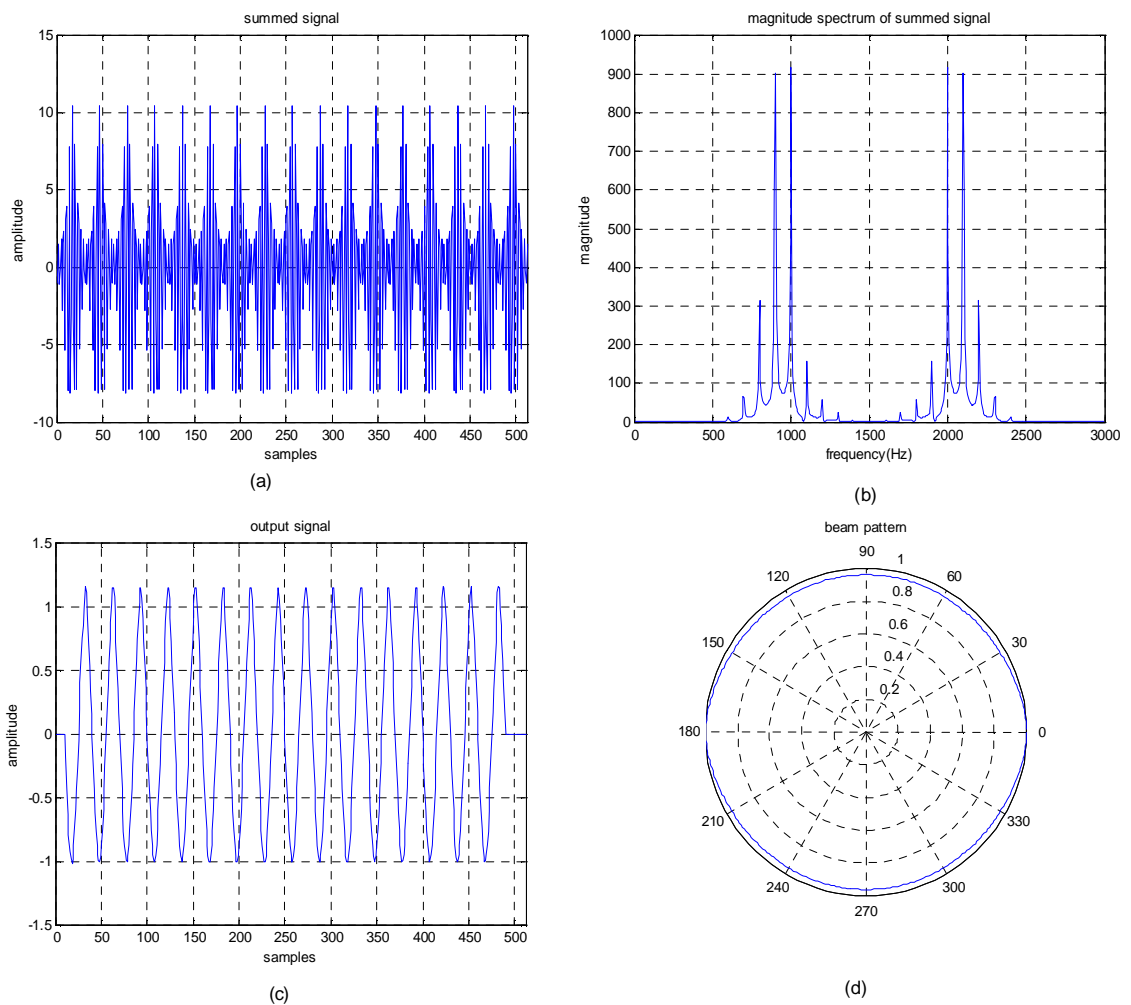 summed signal
15
10
5
0
-5
-10
0 50 100 150 200 250 300 350 400 450 500
amplitude
samples
(a)
magnitude spectrum of summed signal
1000
900
800
700
600
500
400
300
200
100
0
0 500 1000 1500 2000 2500 3000
magnitude
frequency(Hz)
(b)
output signal
1.5
1
0.5
0
-0.5
-1
-1.5
0 50 100 150 200 250 300 350 400 450 500
amplitude
samples
(c)
beam pattern
90
1
120 60
0.8
0.6
150 30
0.4
0.2
180 0
210 330
240 300
270
(d)